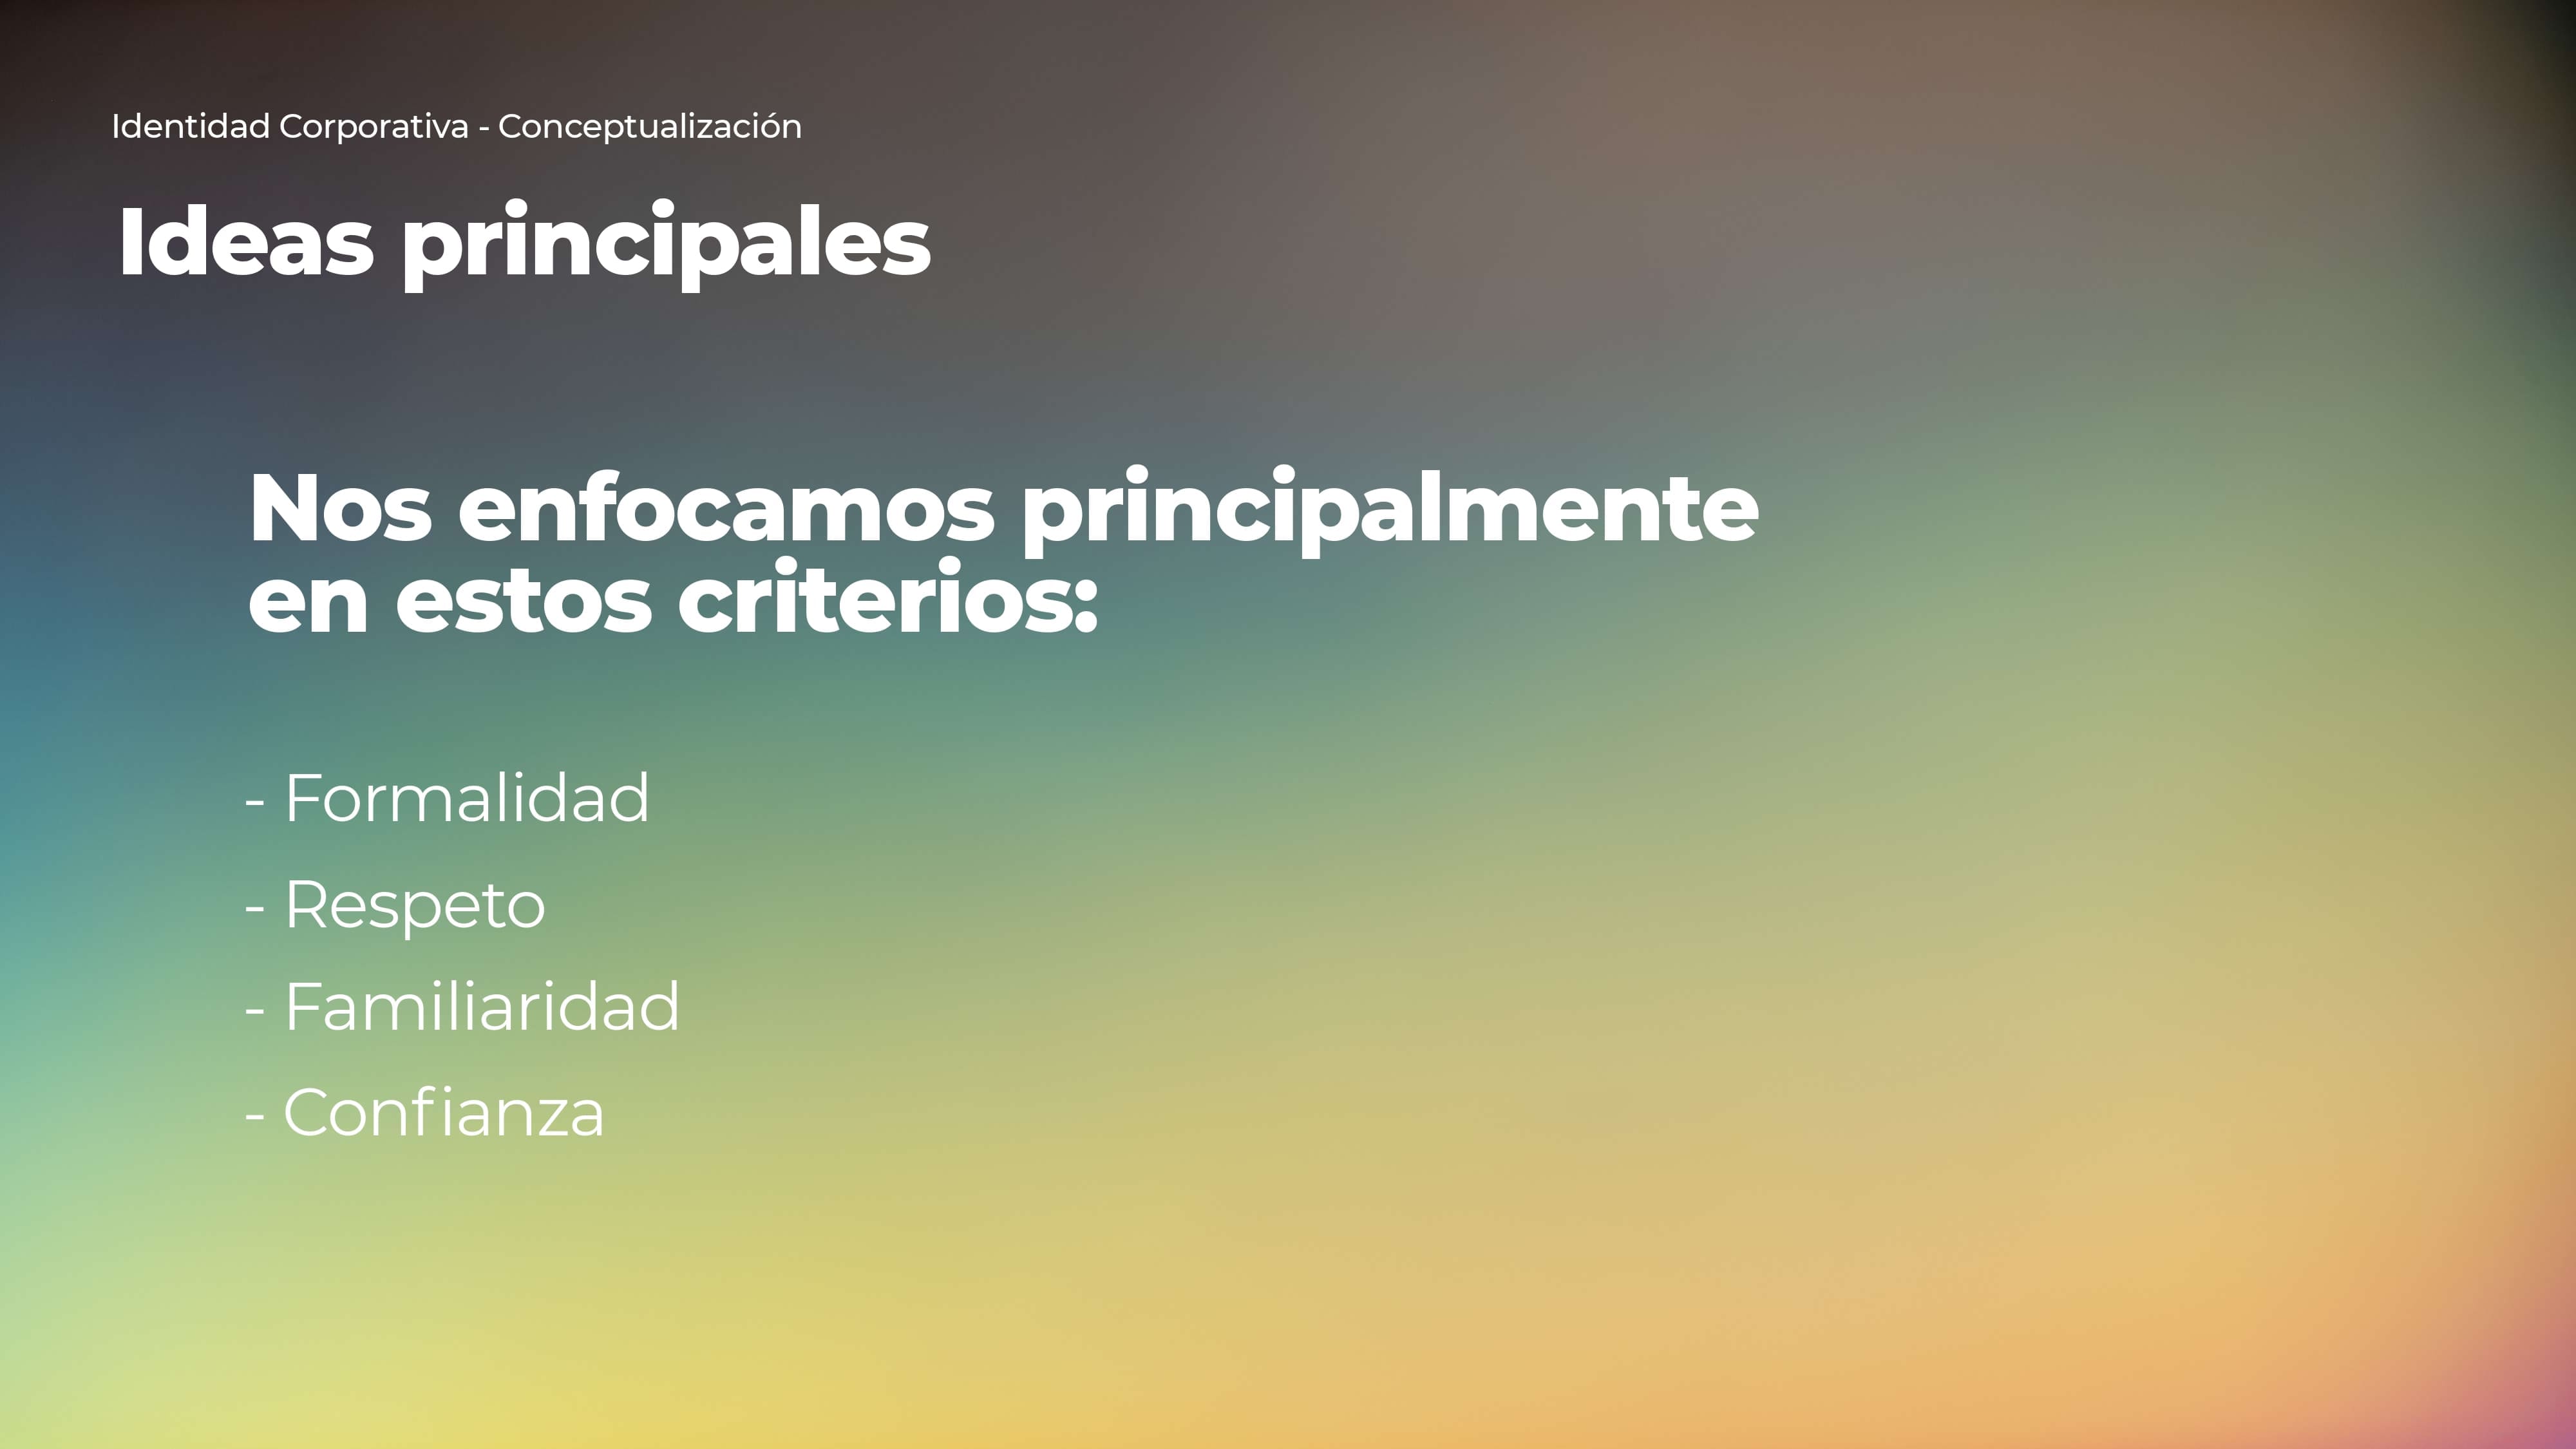 Identidad Corporativa - Conceptualización
Ideas principales
Nos enfocamos principalmente
en estos criterios:
- Formalidad
- Respeto
- Familiaridad
- Confianza